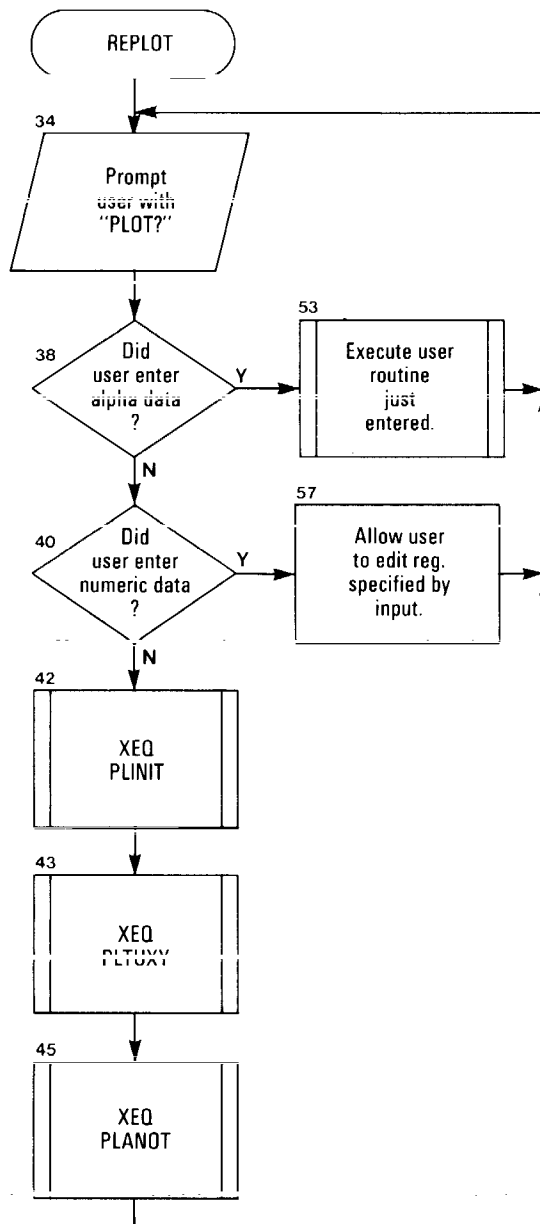 REPLOT
34
Prompt
user with
"PLOT?"
38
Did
user enter
alpha data
?
Y
N
53
Execute user
routine
just
entered.
40
Did
user enter
numeric data
?
Y
N
57
Allow user
to edit reg.
specified by
input.
42
XEQ
PLINIT
43
XEQ
PLTUXY
45
XEQ
PLANOT